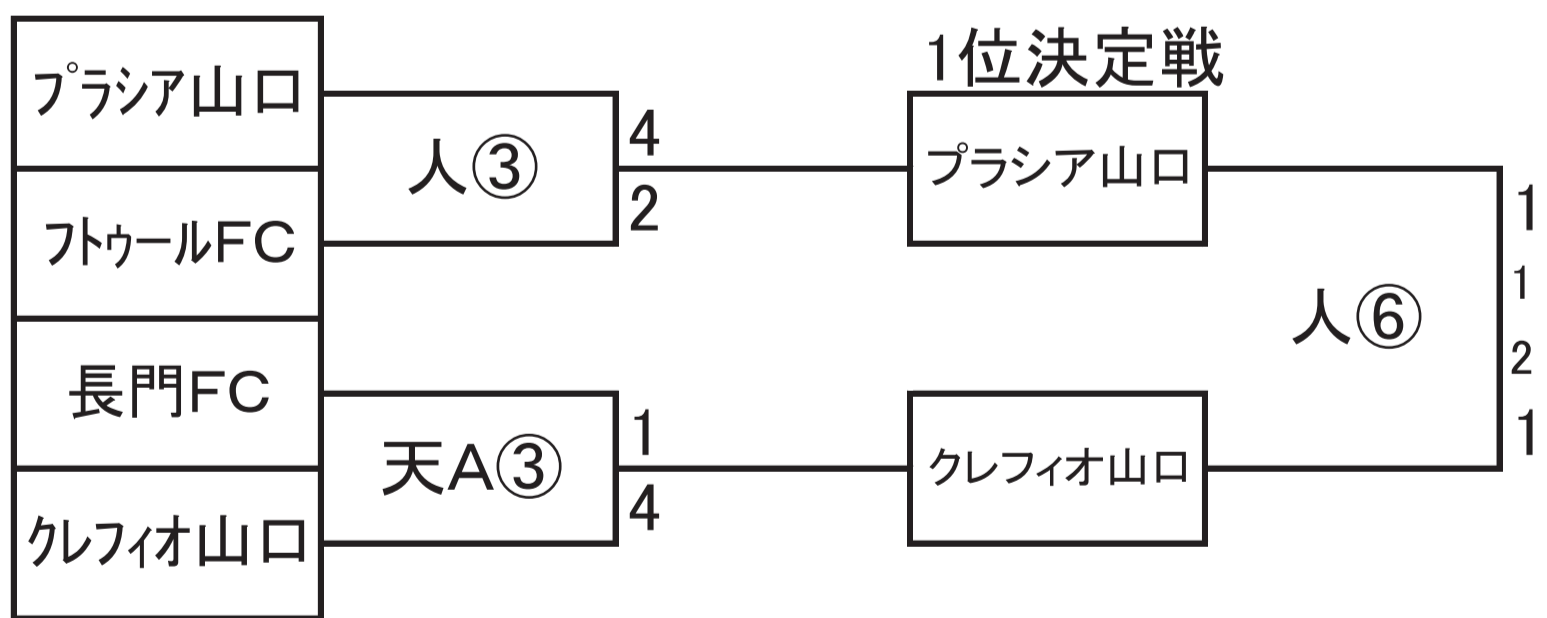 1位決定戦
ﾌﾟﾗｼｱ山口
人③
4
2
プラシア山口
フトゥールFC
1
1
人⑥
2
1
長門FC
天A③
1
4
クレフィオ山口
ｸﾚﾌｨｵ山口